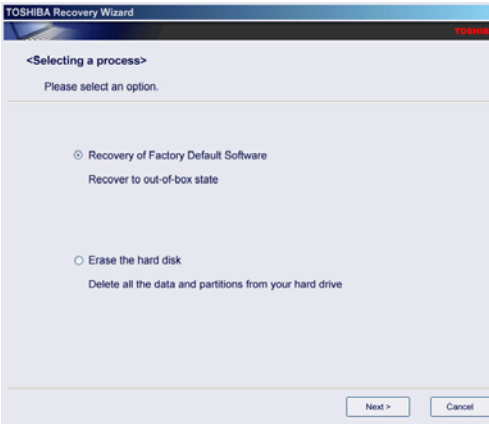 TOSHIBA Recovery Wizard
<Selecting a process>
Please select an option.
Recovery of Factory Default Software
Recover to out-of-box state
Erase the hard disk
Delete all the data and partitions from your hard drive
Next >
Cancel